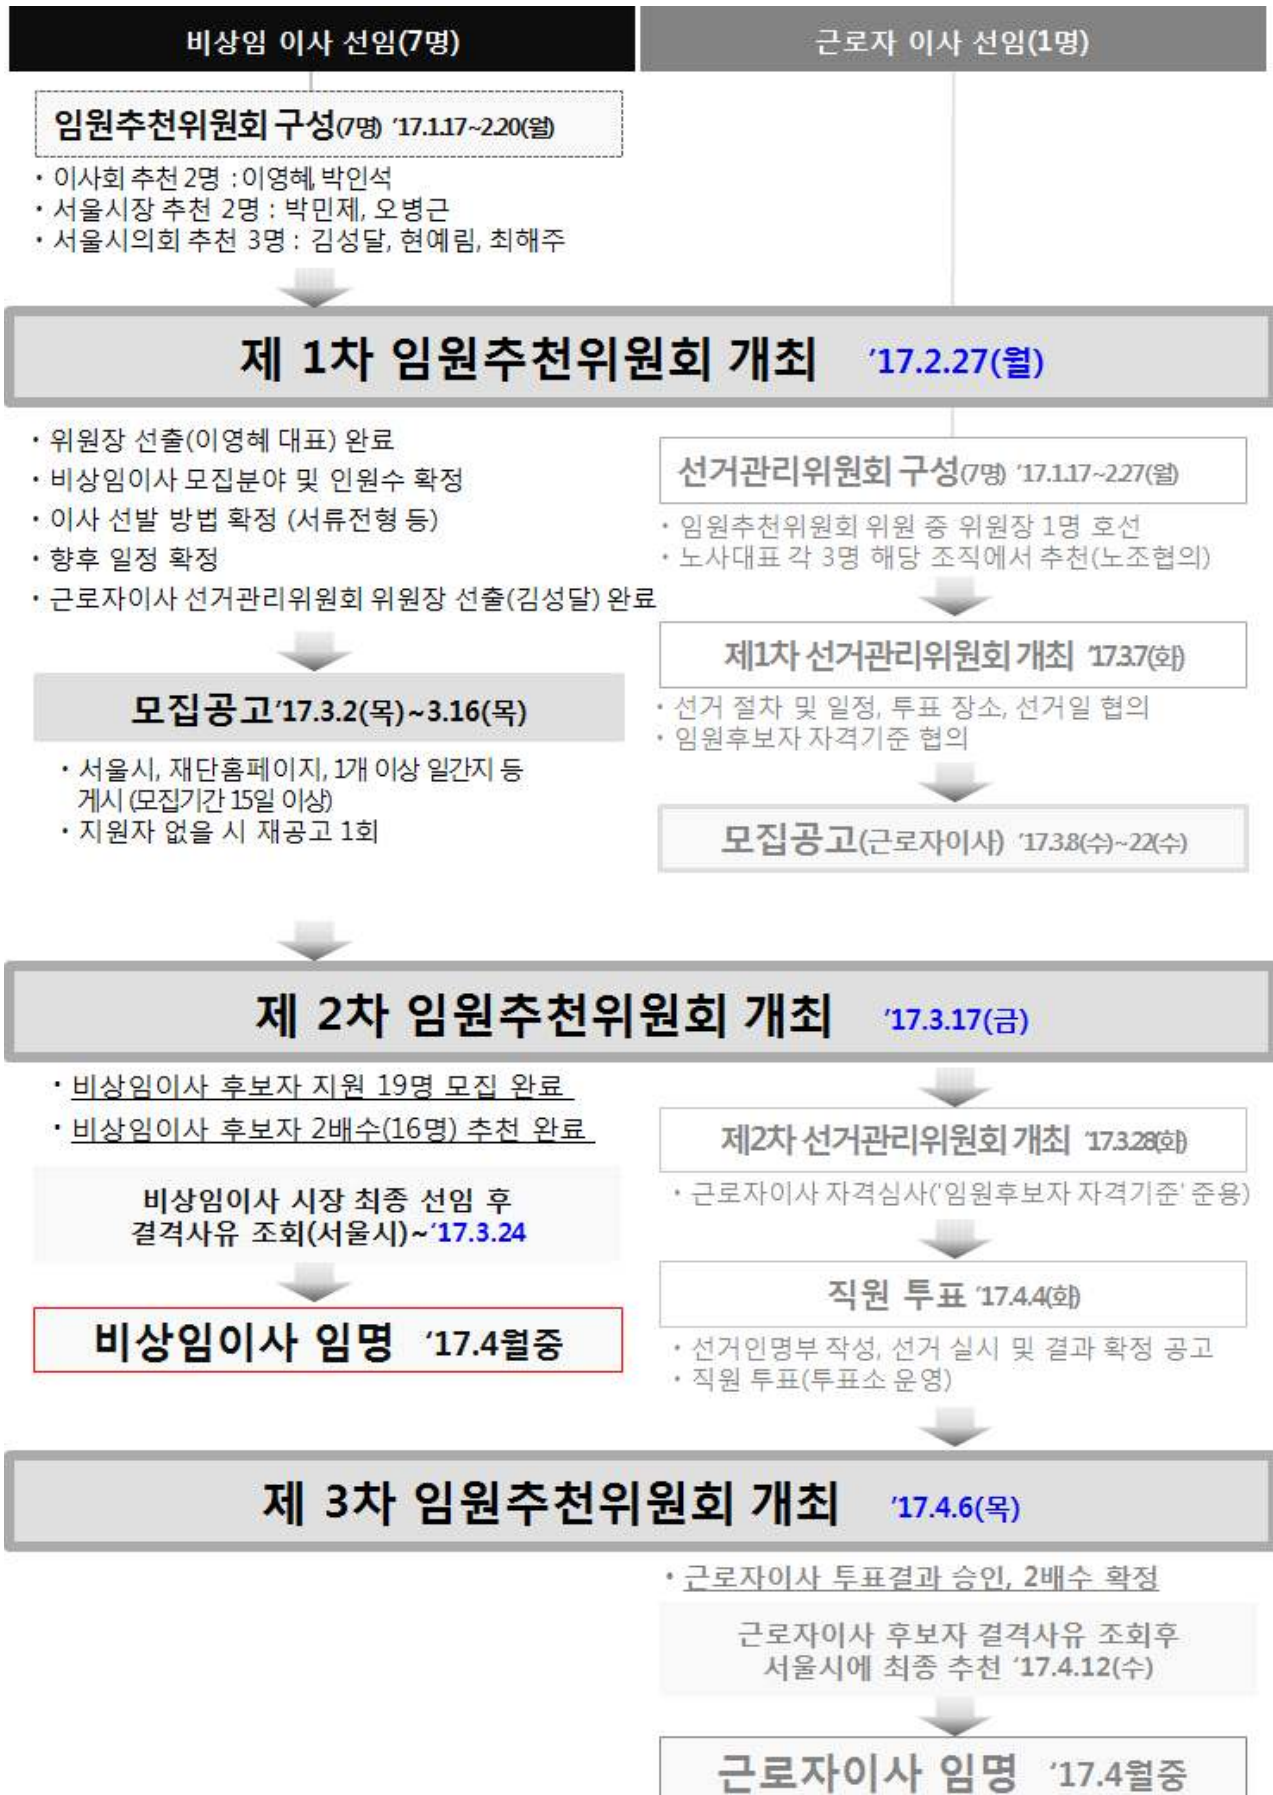 비상임 이사 선임(7명)
근로자 이사 선임(1명)
임원추천위원회 구성(7명) '17.1.17~2.20(월)
· 이사회 추천 2명 : 이영혜, 박인석
· 서울시장 추천 2명 : 박민제, 오병근
· 서울시의회 추천 3명 : 김성달, 현예림, 최해주
제 1차 임원추천위원회 개최 '17.2.27(월)
· 위원장 선출(이영혜 대표) 완료
· 비상임이사 모집분야 및 인원수 확정
· 이사 선발 방법 확정 (서류전형 등)
· 향후 일정 확정
· 근로자이사 선거관리위원회 위원장 선출(김성달) 완료
모집공고'17.3.2(목)~3.16(목)
· 서울시, 재단홈페이지, 1개 이상 일간지 등
게시 (모집기간 15일 이상)
· 지원자 없을 시 재공고 1회
선거관리위원회 구성(7명) '17.1.17~2.27(월)
· 임원추천위원회 위원 중 위원장 1명 호선
· 노사대표 각 3명 해당 조직에서 추천(노조협의)
제1차 선거관리위원회 개최 '17.3.7(화)
· 선거 절차 및 일정, 투표 장소, 선거일 협의
· 임원후보자 자격기준 협의
모집공고(근로자이사) '17.3.8(수)~22(수)
제 2차 임원추천위원회 개최 '17.3.17(금)
· 비상임이사 후보자 지원 19명 모집 완료
· 비상임이사 후보자 2배수(16명) 추천 완료
비상임이사 시장 최종 선임 후
결격사유 조회(서울시)~'17.3.24
비상임이사 임명 '17.4월중
제2차 선거관리위원회 개최 '17.3.28(화)
· 근로자이사 자격심사('임원후보자 자격기준' 준용)
직원 투표 '17.4.4(화)
· 선거인명부 작성, 선거 실시 및 결과 확정 공고
· 직원 투표(투표소 운영)
제 3차 임원추천위원회 개최 '17.4.6(목)
· 근로자이사 투표결과 승인, 2배수 확정
근로자이사 후보자 결격사유 조회후
서울시에 최종 추천 '17.4.12(수)
근로자이사 임명 '17.4월중